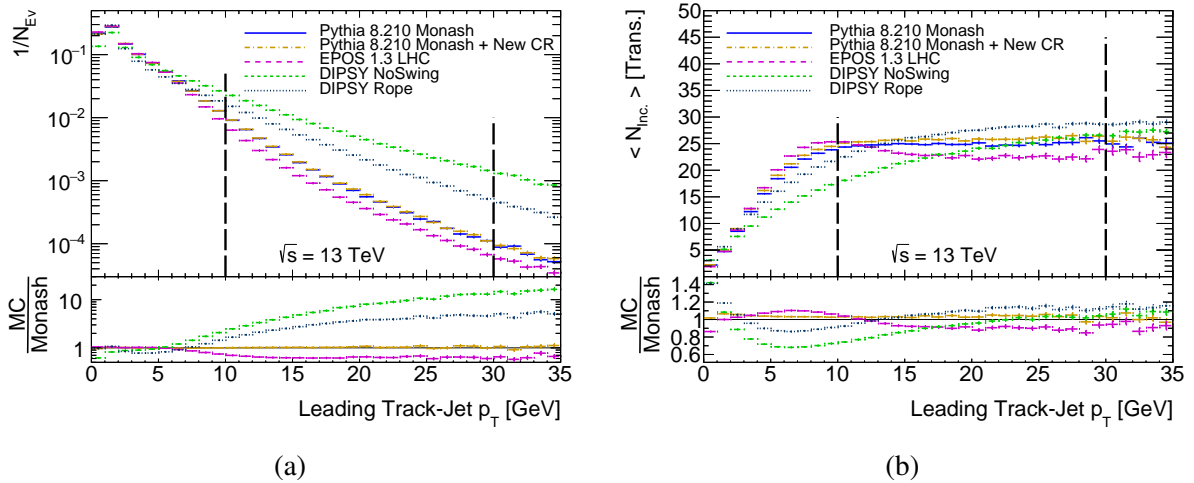 1/N_Ev
10⁻¹
10⁻²
10⁻³
10⁻⁴
Pythia 8.210 Monash
Pythia 8.210 Monash + New CR
EPOS 1.3 LHC
DIPSY NoSwing
DIPSY Rope
√s = 13 TeV
MC
Monash
10
1
0 5 10 15 20 25 30 35
Leading Track-Jet p_T [GeV]
(a)
< N_Inc. > [Trans.]
50
45
40
35
30
25
20
15
10
5
Pythia 8.210 Monash
Pythia 8.210 Monash + New CR
EPOS 1.3 LHC
DIPSY NoSwing
DIPSY Rope
√s = 13 TeV
MC
Monash
1.4
1.2
1
0.8
0.6
0 5 10 15 20 25 30 35
Leading Track-Jet p_T [GeV]
(b)